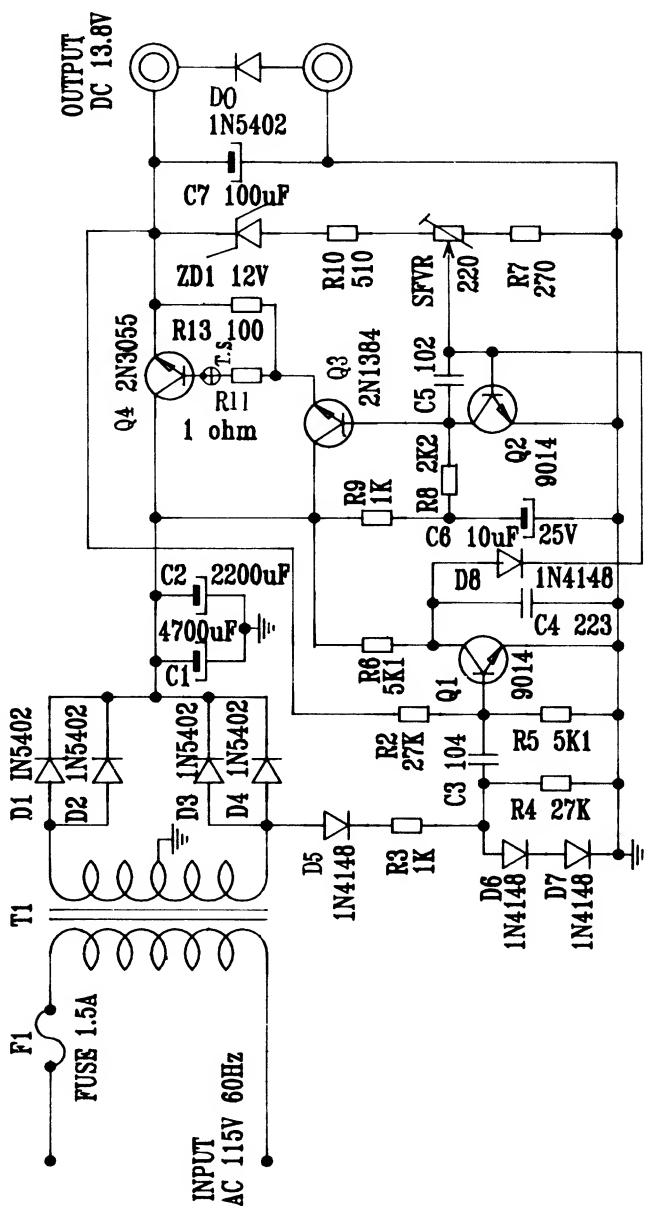 INPUT
AC 115V 60Hz
F1
FUSE 1.5A
T1
D1 1N5402
D2 1N5402
D3 1N5402
D4 1N5402
C1
4700uF
C2
2200uF
D5
1N4148
R3
1K
D6
1N4148
D7
1N4148
R4 27K
C3 104
R2
27K
R5 5K1
Q1
9014
R6
5K1
C4 223
D8
1N4148
C6 10uF
25V
R9
1K
R8 2K2
Q2
9014
C5 102
Q3
2N1384
Q4 2N3055
R11
1 ohm
T.S.
R13 100
ZD1 12V
R10
510
SFVR
220
R7
270
C7 100uF
D0
1N5402
OUTPUT
DC 13.8V